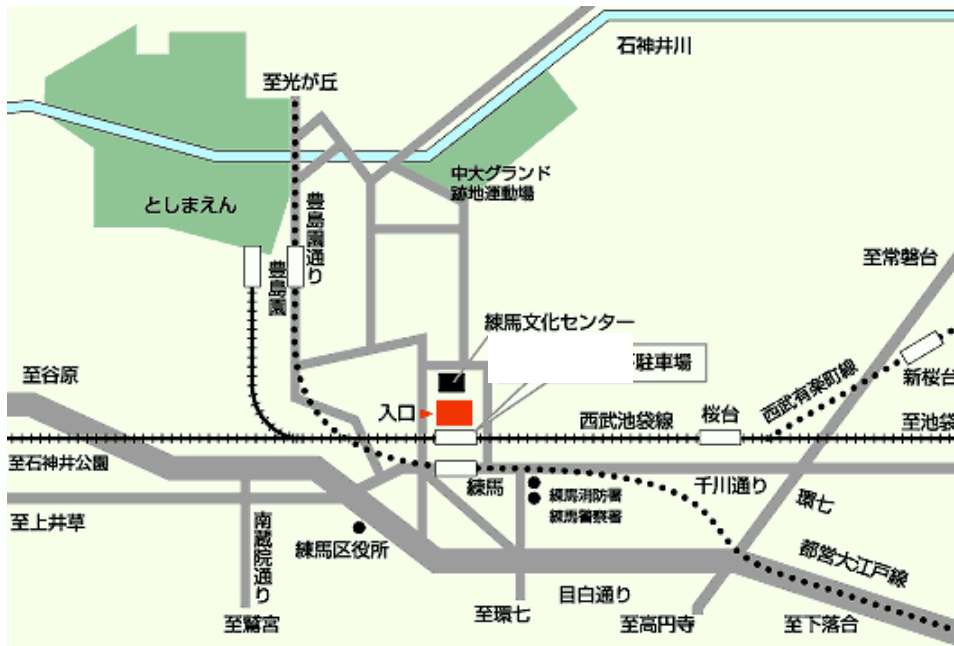 石神井川
至光が丘
中大グランド
跡地運動場
としまえん
豊島園通り
豊島園
至常盤台
練馬文化センター
駐車場
至谷原
新桜台
西武有楽町線
入口
西武池袋線
桜台
至池袋
至石神井公園
練馬
千川通り
練馬消防署
練馬警察署
環七
至上井草
南蔵院通り
練馬区役所
都営大江戸線
目白通り
至鷺宮
至環七
至高円寺
至下落合